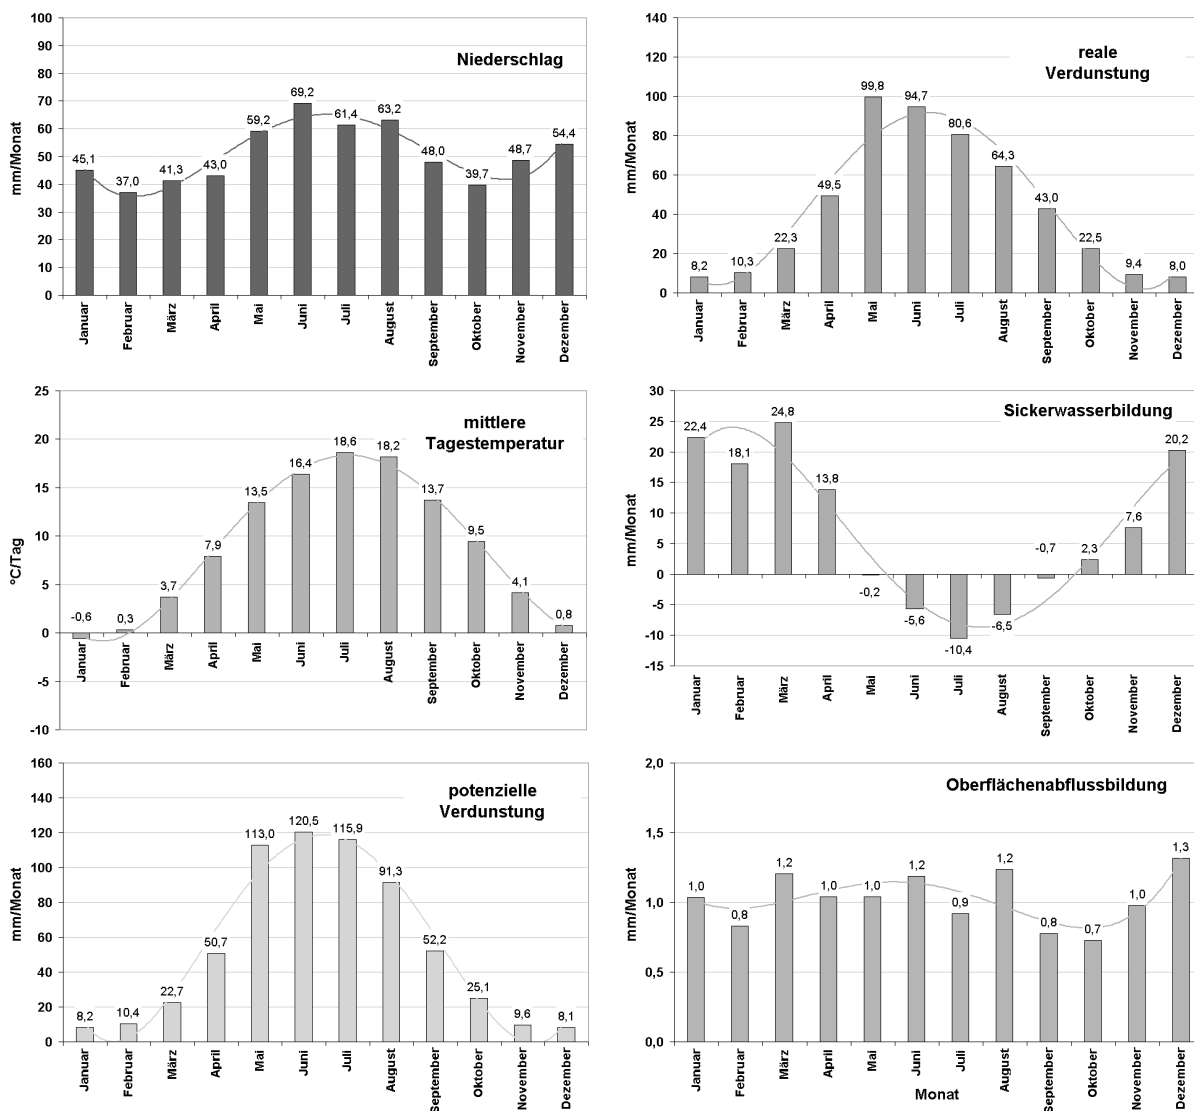 Niederschlag
mm/Monat
100
90
80
70
60
50
40
30
20
10
0
45,1
37,0
41,3
43,0
59,2
69,2
61,4
63,2
48,0
39,7
48,7
54,4
Januar
Februar
März
April
Mai
Juni
Juli
August
September
Oktober
November
Dezember
reale
Verdunstung
mm/Monat
140
120
100
80
60
40
20
0
8,2
10,3
22,3
49,5
99,8
94,7
80,6
64,3
43,0
22,5
9,4
8,0
Januar
Februar
März
April
Mai
Juni
Juli
August
September
Oktober
November
Dezember
mittlere
Tagestemperatur
°C/Tag
25
20
15
10
5
0
-5
-10
-0,6
0,3
3,7
7,9
13,5
16,4
18,6
18,2
13,7
9,5
4,1
0,8
Januar
Februar
März
April
Mai
Juni
Juli
August
September
Oktober
November
Dezember
Sickerwasserbildung
mm/Monat
30
25
20
15
10
5
0
-5
-10
-15
22,4
18,1
24,8
13,8
-0,2
-5,6
-10,4
-6,5
-0,7
2,3
7,6
20,2
Januar
Februar
März
April
Mai
Juni
Juli
August
September
Oktober
November
Dezember
potenzielle
Verdunstung
mm/Monat
160
140
120
100
80
60
40
20
0
8,2
10,4
22,7
50,7
113,0
120,5
115,9
91,3
52,2
25,1
9,6
8,1
Januar
Februar
März
April
Mai
Juni
Juli
August
September
Oktober
November
Dezember
Oberflächenabflussbildung
mm/Monat
2,0
1,5
1,0
0,5
0,0
1,0
0,8
1,2
1,0
1,0
1,2
0,9
1,2
0,8
0,7
1,0
1,3
Januar
Februar
März
April
Mai
Juni
Juli
August
September
Oktober
November
Dezember
Monat